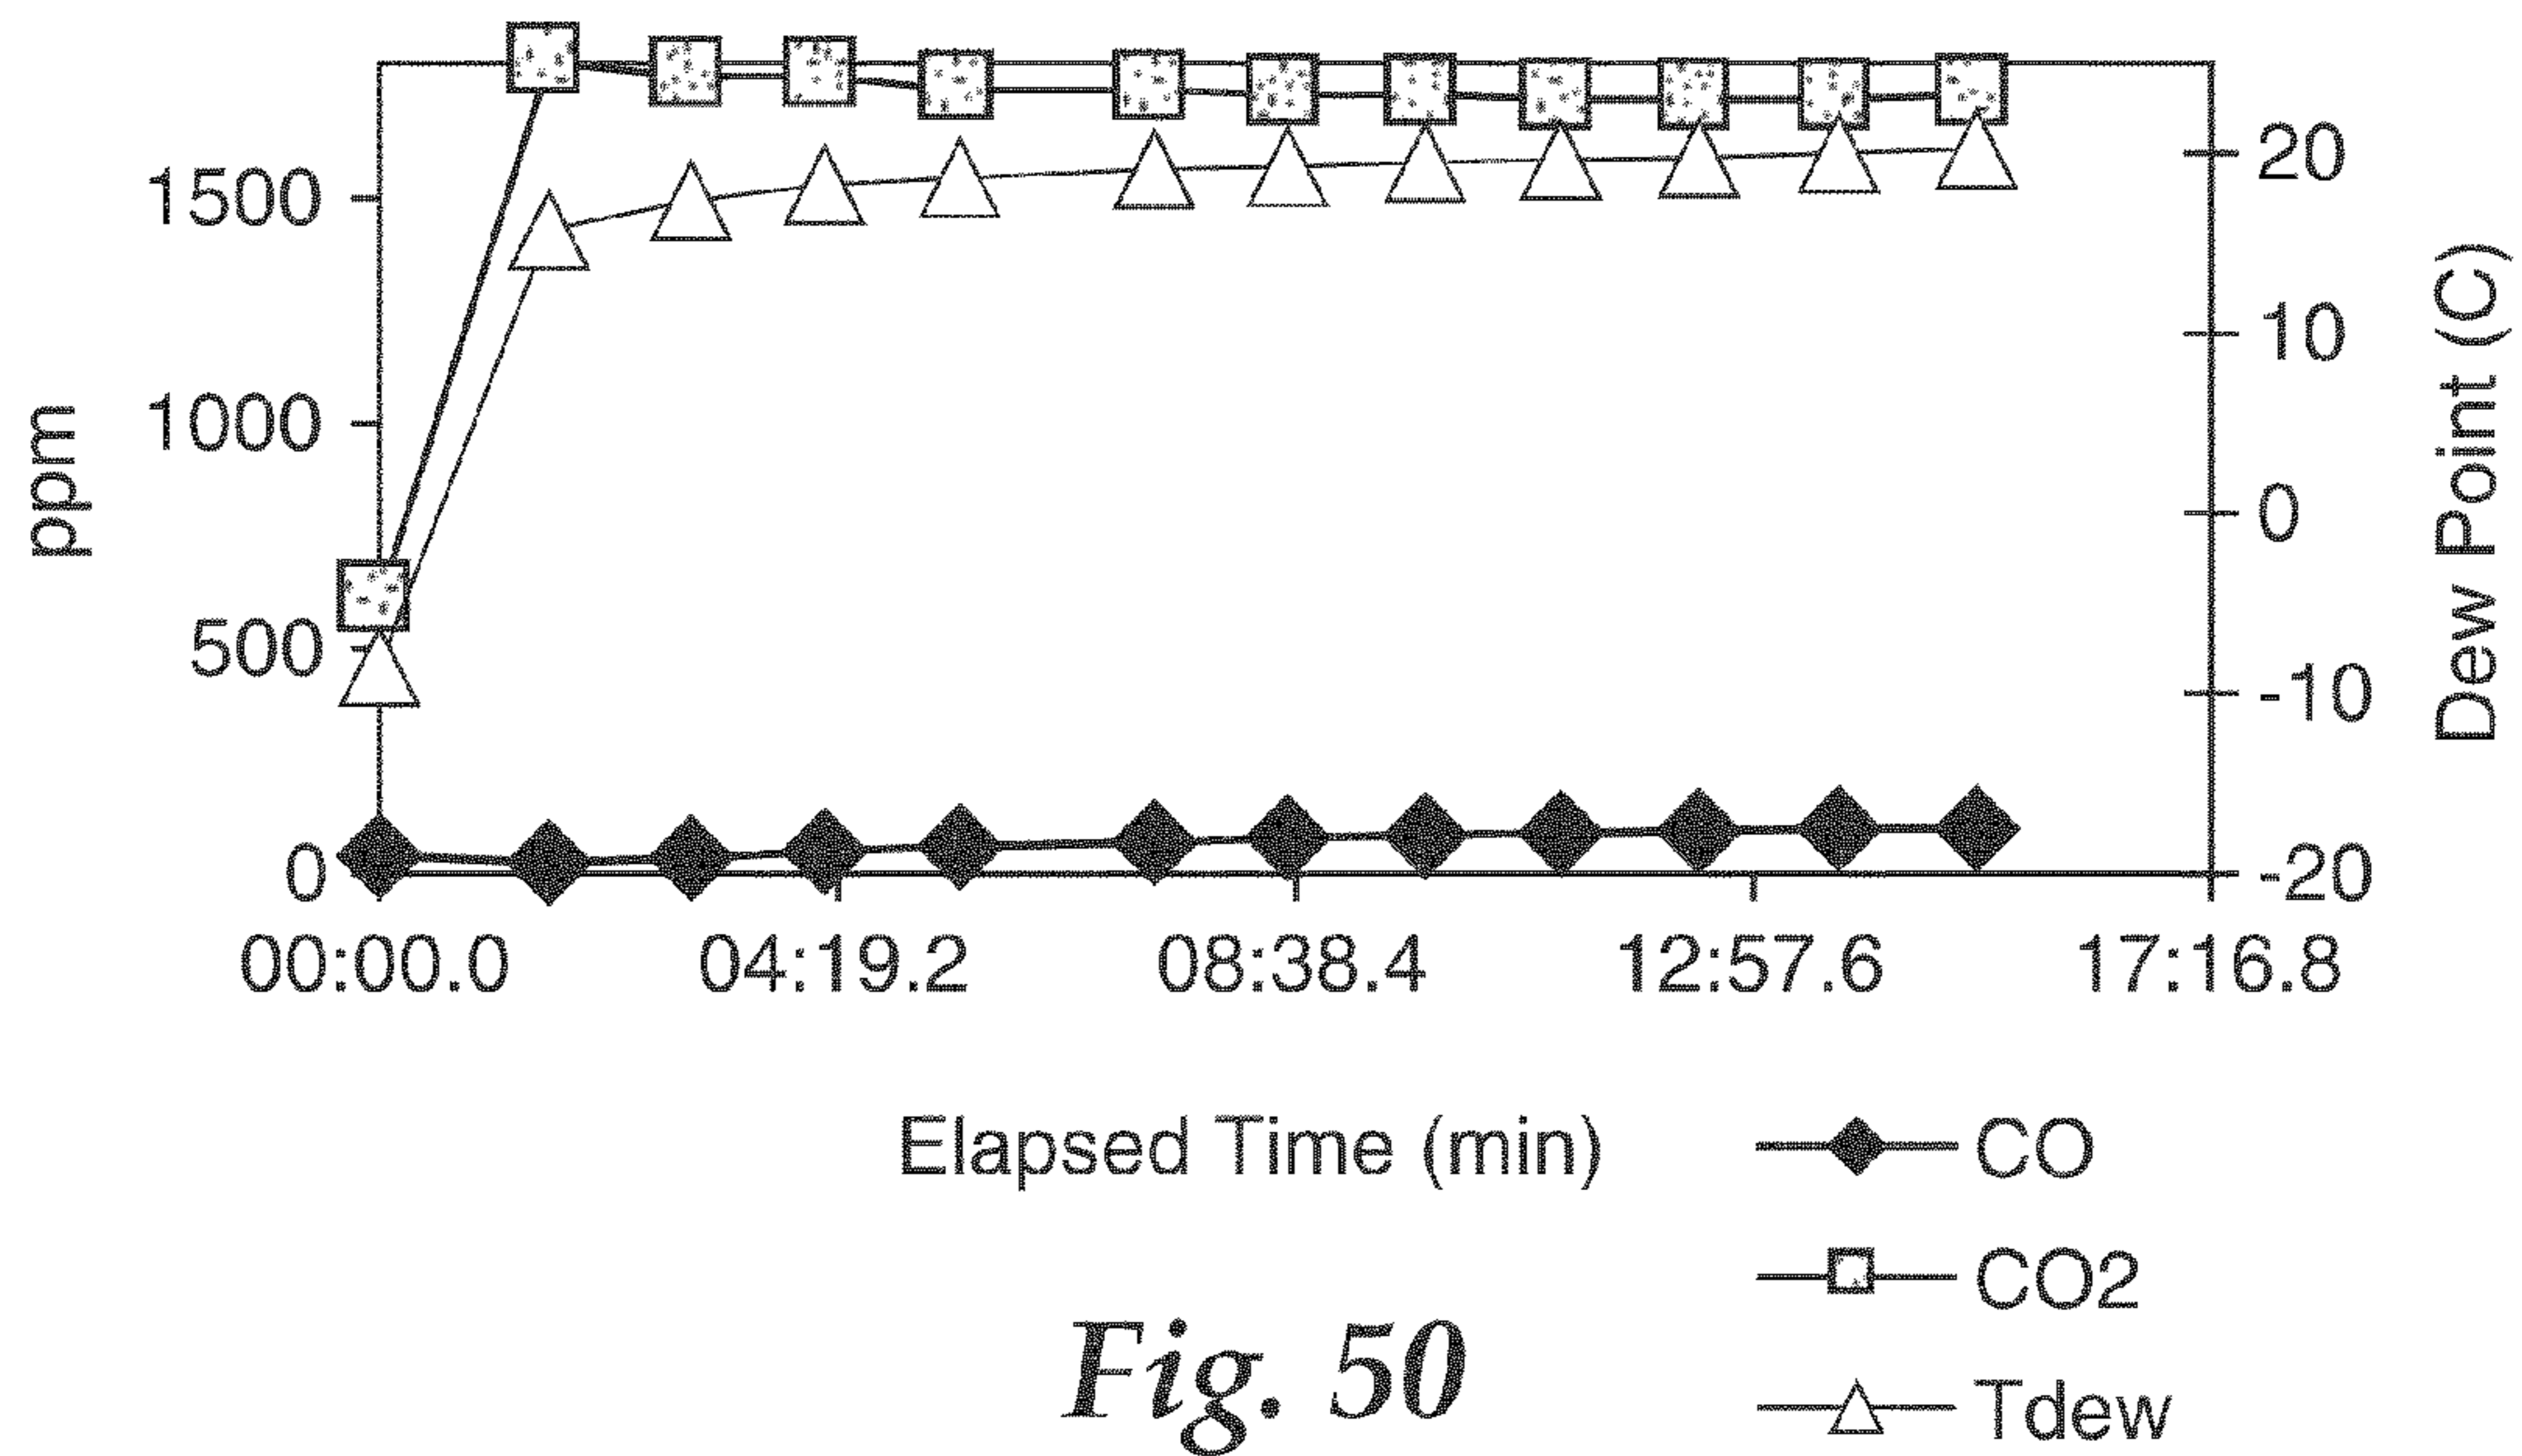 ppm
1500
1000
500
0
20
10
0
-10
-20
Dew Point (C)
00:00.0 04:19.2 08:38.4 12:57.6 17:16.8
Elapsed Time (min)
CO
CO2
Tdew
Fig. 50